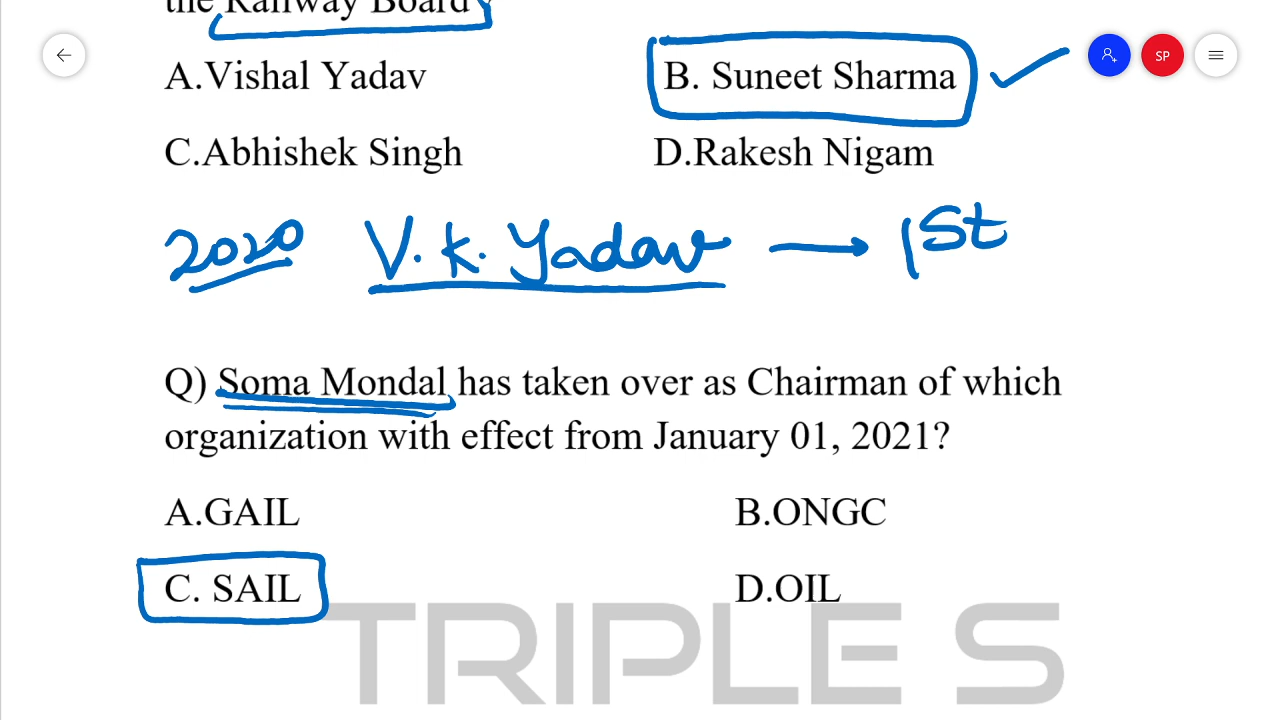 the Railway Board
SP
A.Vishal Yadav B. Suneet Sharma
C.Abhishek Singh D.Rakesh Nigam
2020 V.K. Yadav → 1st
Q) Soma Mondal has taken over as Chairman of which
organization with effect from January 01, 2021?
A.GAIL B.ONGC
C. SAIL D.OIL
TRIPLE S